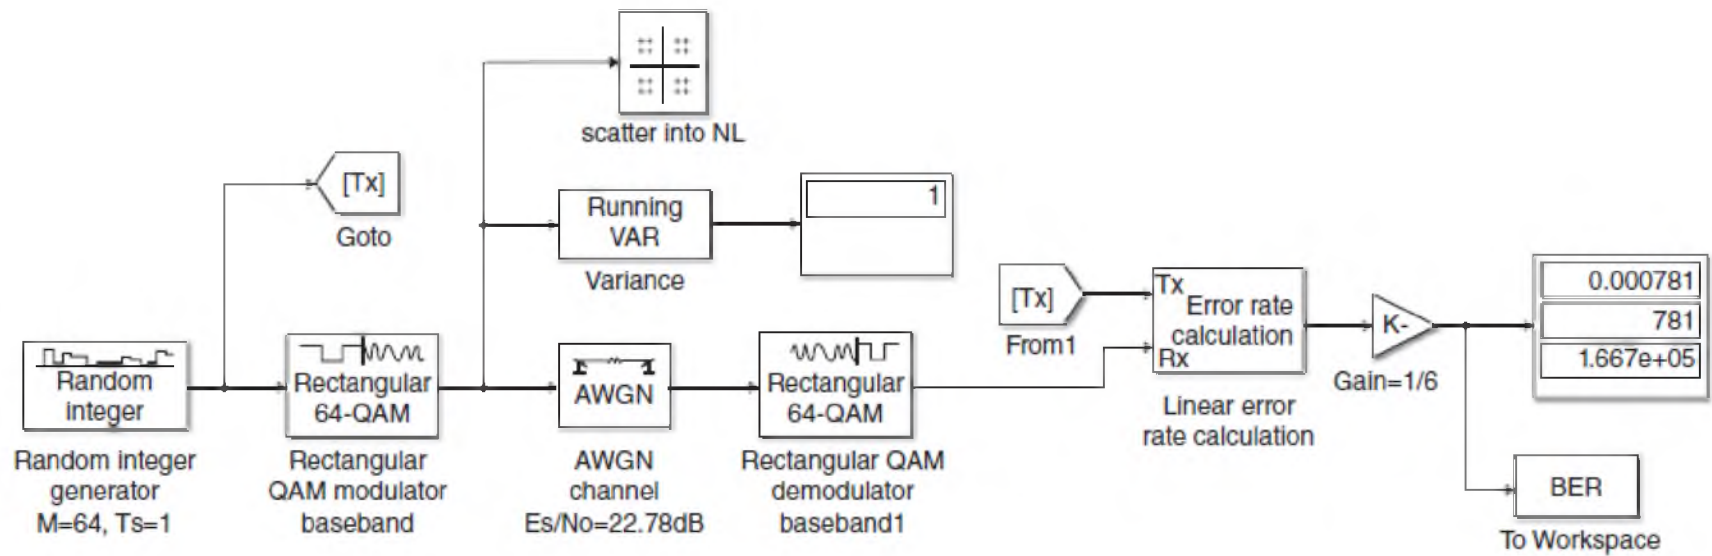 scatter into NL
[Tx]
Goto
Running
VAR
Variance
1
Random
integer
Random integer
generator
M=64, Ts=1
Rectangular
64-QAM
Rectangular
QAM modulator
baseband
AWGN
AWGN
channel
Es/No=22.78dB
Rectangular
64-QAM
Rectangular QAM
demodulator
baseband1
[Tx]
From1
Tx
Error rate
calculation
Rx
Linear error
rate calculation
K-
Gain=1/6
0.000781
781
1.667e+05
BER
To Workspace